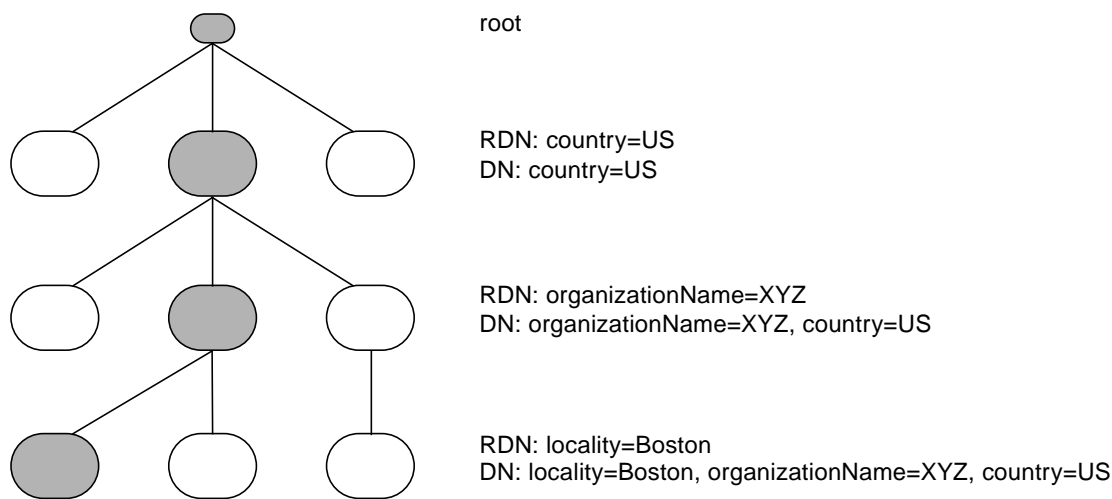 root
RDN: country=US
DN: country=US
RDN: organizationName=XYZ
DN: organizationName=XYZ, country=US
RDN: locality=Boston
DN: locality=Boston, organizationName=XYZ, country=US